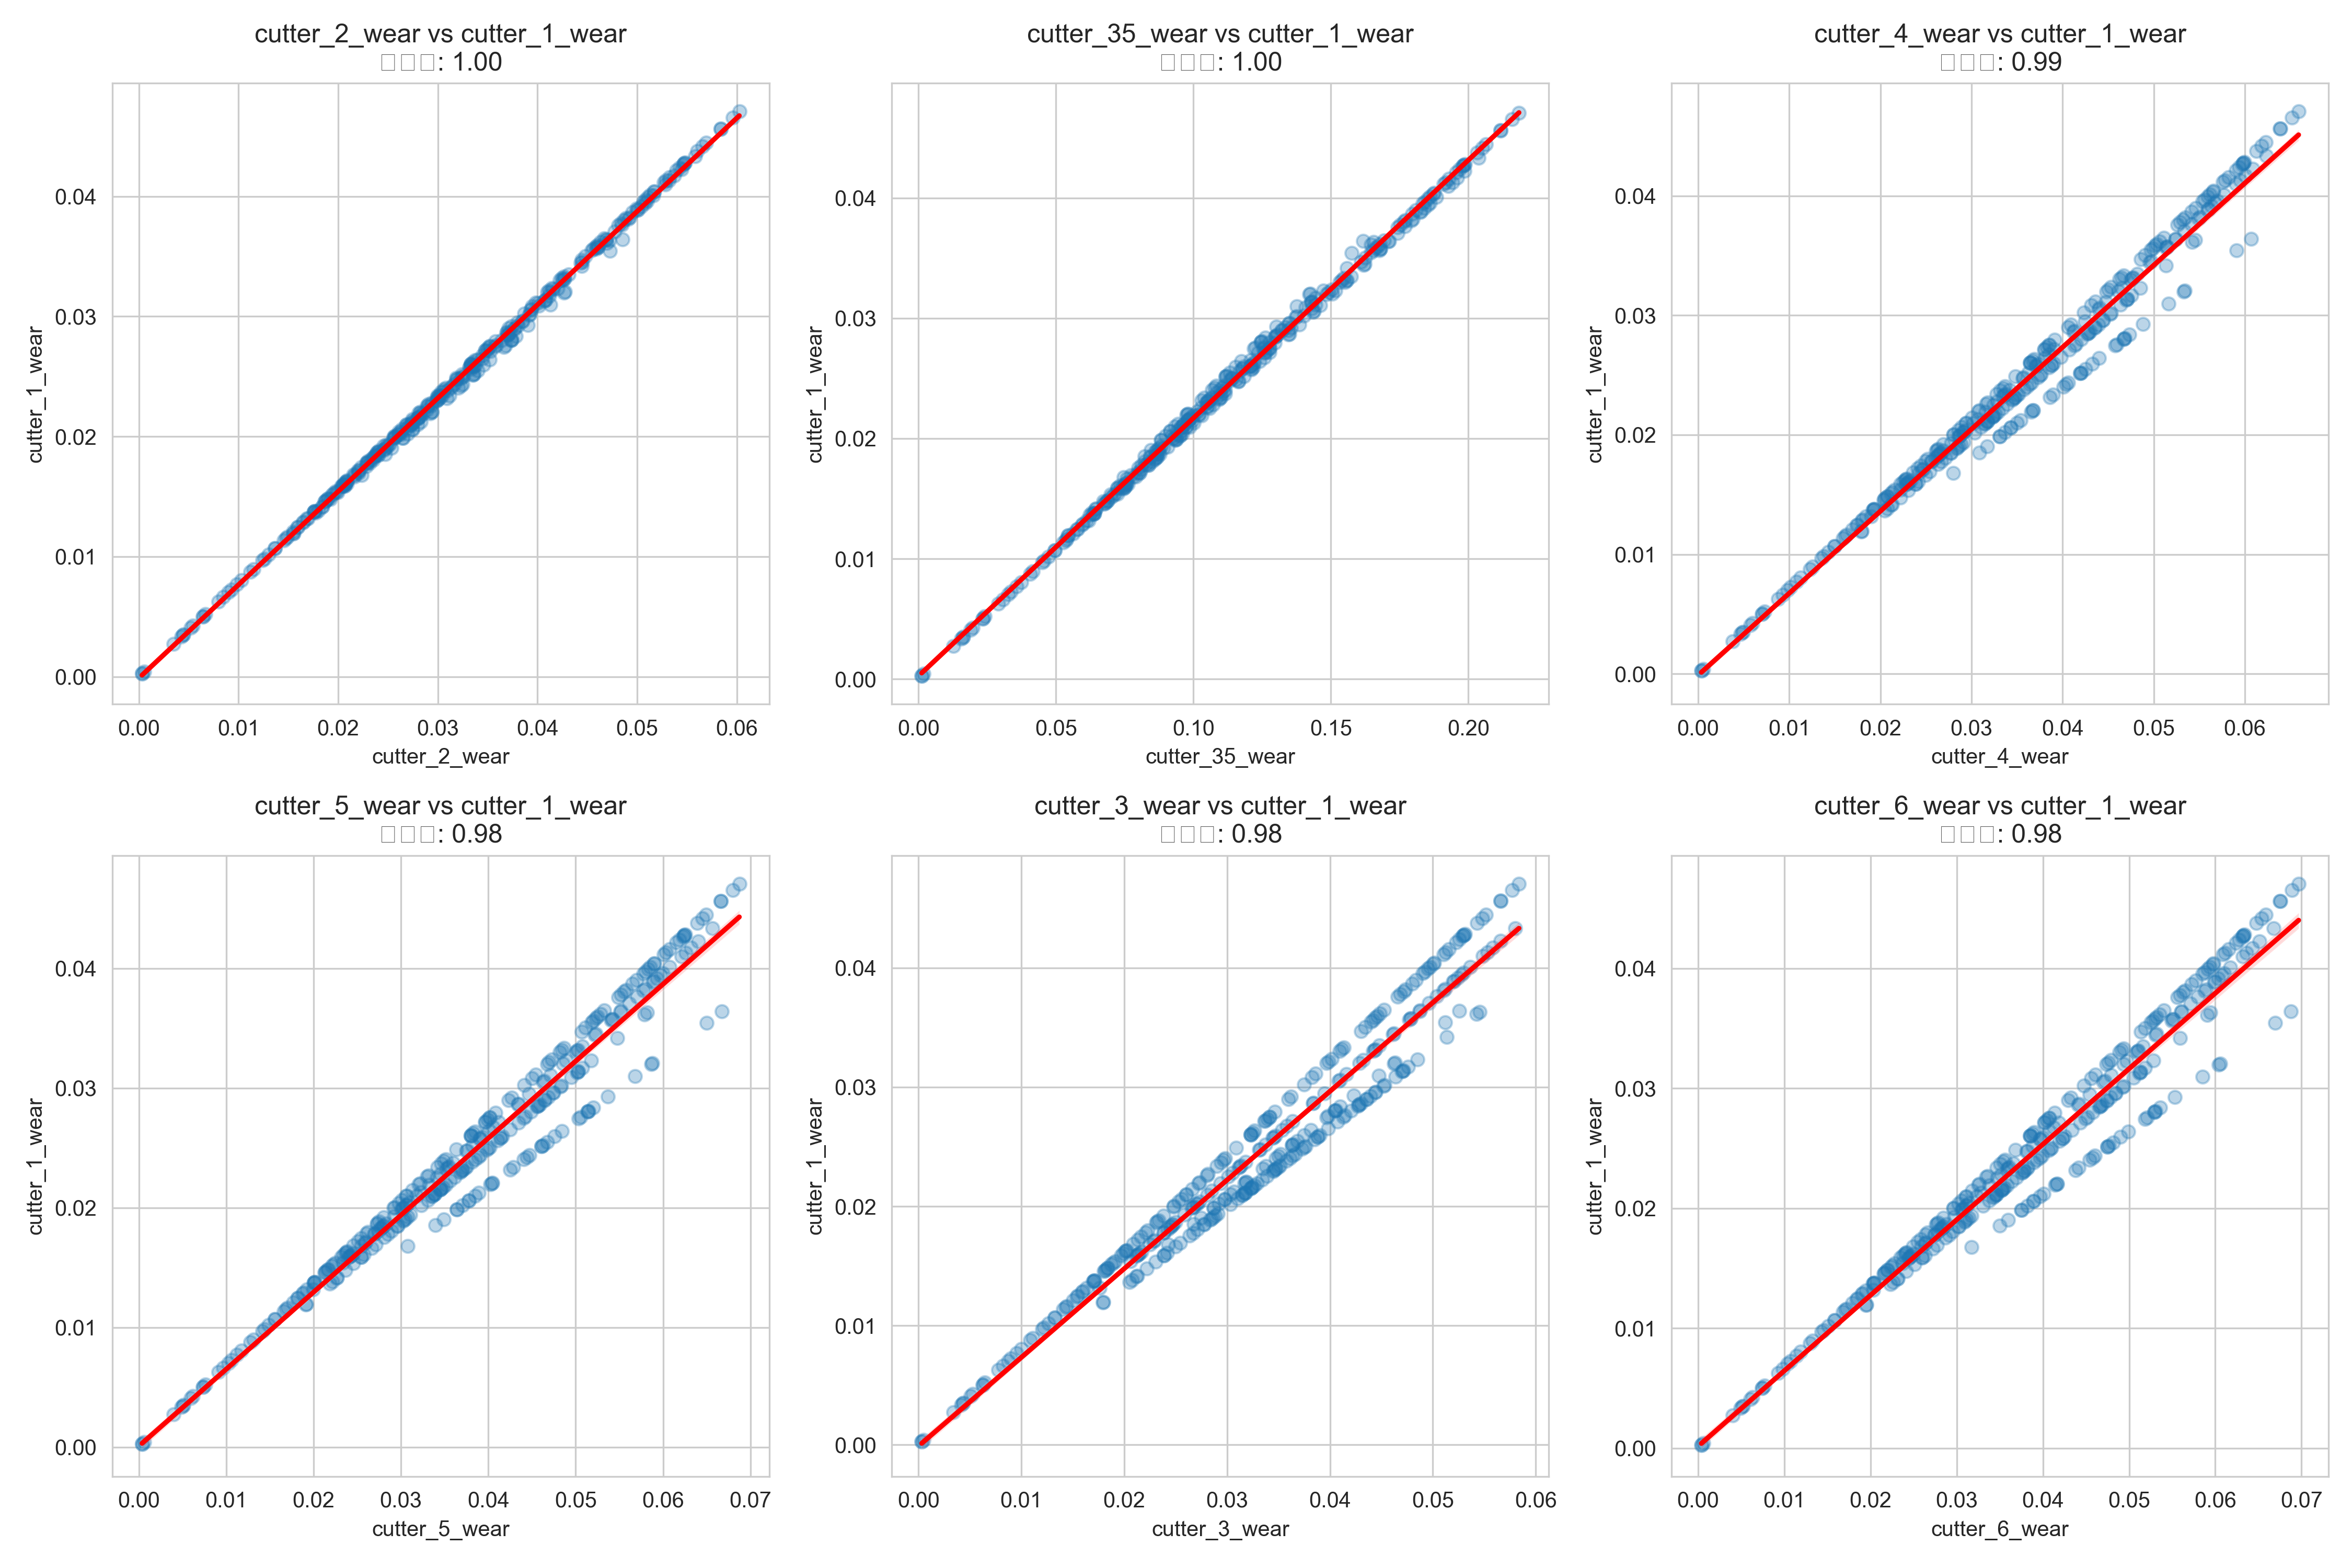 cutter_2_wear vs cutter_1_wear
□□□: 1.00
cutter_35_wear vs cutter_1_wear
□□□: 1.00
cutter_4_wear vs cutter_1_wear
□□□: 0.99
cutter_1_wear
0.04
0.03
0.02
0.01
0.00
0.00 0.01 0.02 0.03 0.04 0.05 0.06
cutter_2_wear
cutter_1_wear
0.04
0.03
0.02
0.01
0.00
0.00 0.05 0.10 0.15 0.20
cutter_35_wear
cutter_1_wear
0.04
0.03
0.02
0.01
0.00
0.00 0.01 0.02 0.03 0.04 0.05 0.06
cutter_4_wear
cutter_5_wear vs cutter_1_wear
□□□: 0.98
cutter_3_wear vs cutter_1_wear
□□□: 0.98
cutter_6_wear vs cutter_1_wear
□□□: 0.98
cutter_1_wear
0.04
0.03
0.02
0.01
0.00
0.00 0.01 0.02 0.03 0.04 0.05 0.06 0.07
cutter_5_wear
cutter_1_wear
0.04
0.03
0.02
0.01
0.00
0.00 0.01 0.02 0.03 0.04 0.05 0.06
cutter_3_wear
cutter_1_wear
0.04
0.03
0.02
0.01
0.00
0.00 0.01 0.02 0.03 0.04 0.05 0.06 0.07
cutter_6_wear